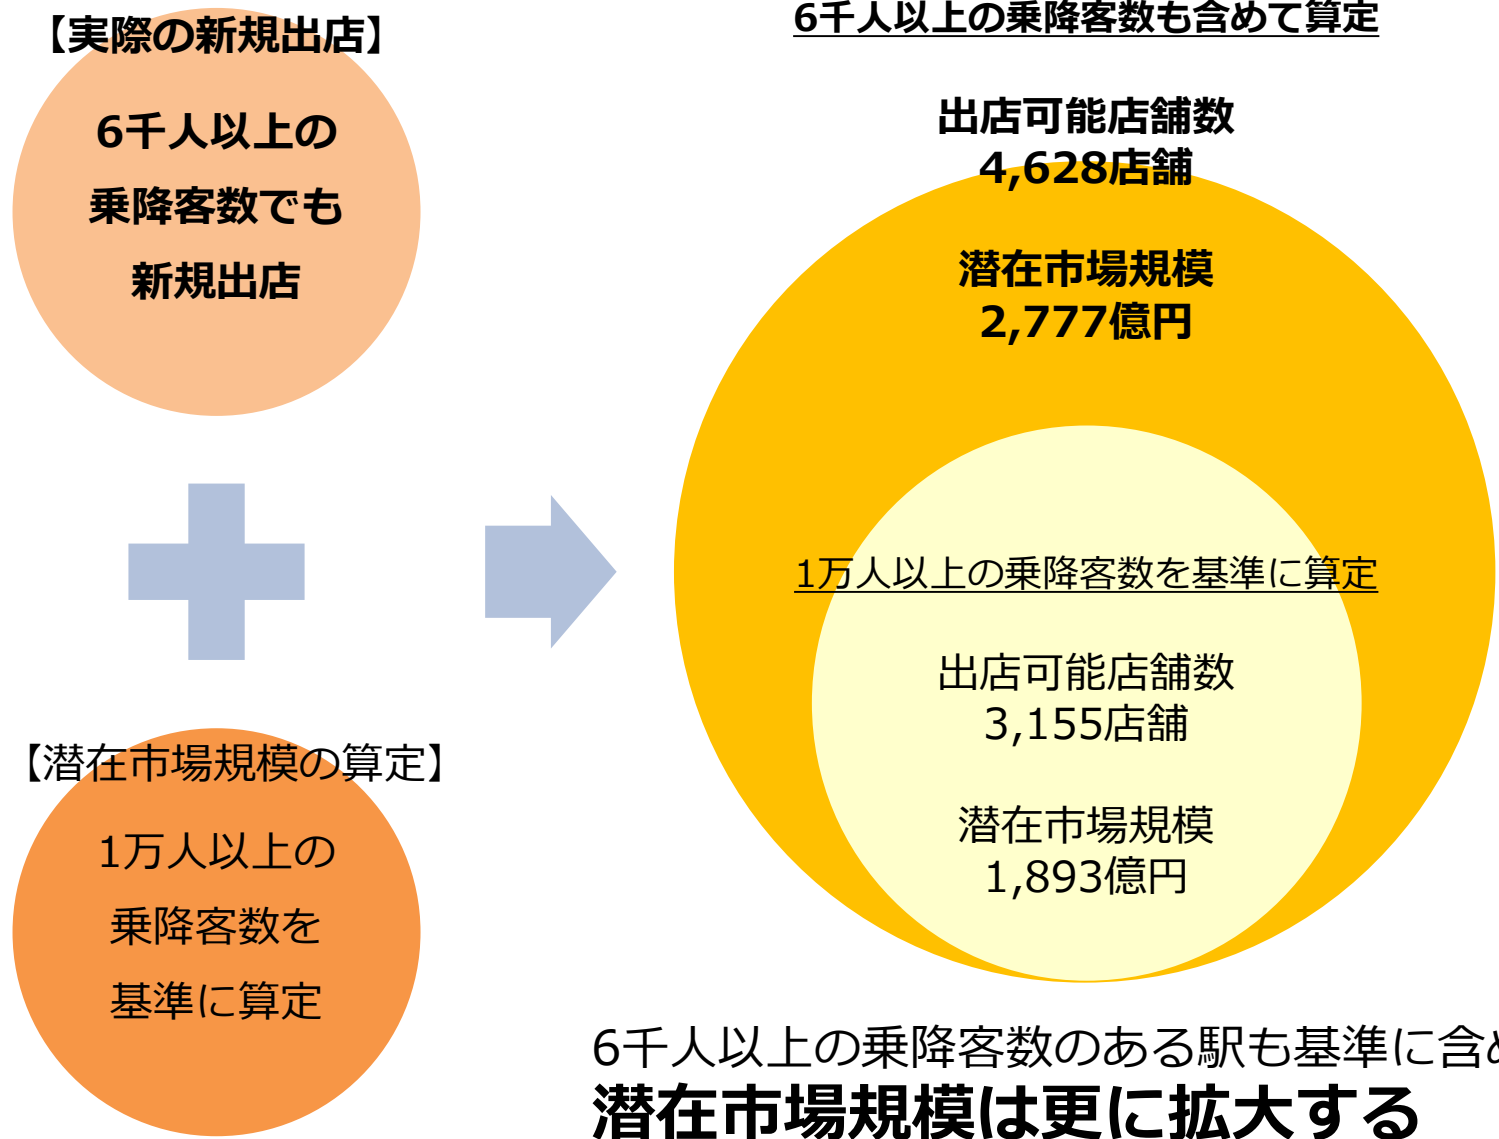 【実際の新規出店】
6千人以上の
乗降客数でも
新規出店
【潜在市場規模の算定】
1万人以上の
乗降客数を
基準に算定
6千人以上の乗降客数も含めて算定
出店可能店舗数
4,628店舗
潜在市場規模
2,777億円
1万人以上の乗降客数を基準に算定
出店可能店舗数
3,155店舗
潜在市場規模
1,893億円
6千人以上の乗降客数のある駅も基準に含め
潜在市場規模は更に拡大する